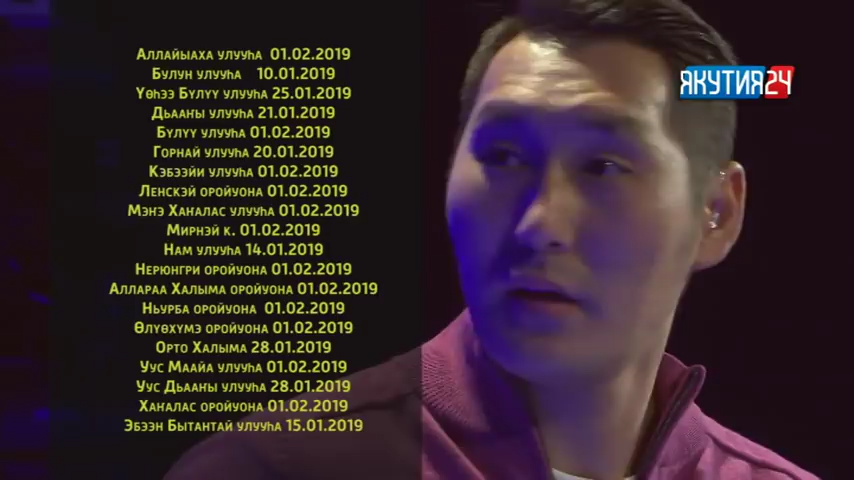 Аллайыаха улууһа 01.02.2019
Булун улууһа 10.01.2019
Үөһээ Бүлүү улууһа 25.01.2019
Дьааҥы улууһа 21.01.2019
Бүлүү улууһа 01.02.2019
Горнай улууһа 20.01.2019
Кэбээйи улууһа 01.02.2019
Ленскэй оройуона 01.02.2019
Мэҥэ Хаҥалас улууһа 01.02.2019
Мирнэй к. 01.02.2019
Нам улууһа 14.01.2019
Нерюнгри оройуона 01.02.2019
Аллараа Халыма оройуона 01.02.2019
Ньурба оройуона 01.02.2019
Өлүөхүмэ оройуона 01.02.2019
Орто Халыма 28.01.2019
Уус Маайа улууһа 01.02.2019
Уус Дьааҥы улууһа 28.01.2019
Хаҥалас оройуона 01.02.2019
Эбээн Бытантай улууһа 15.01.2019
ЯКУТИЯ24